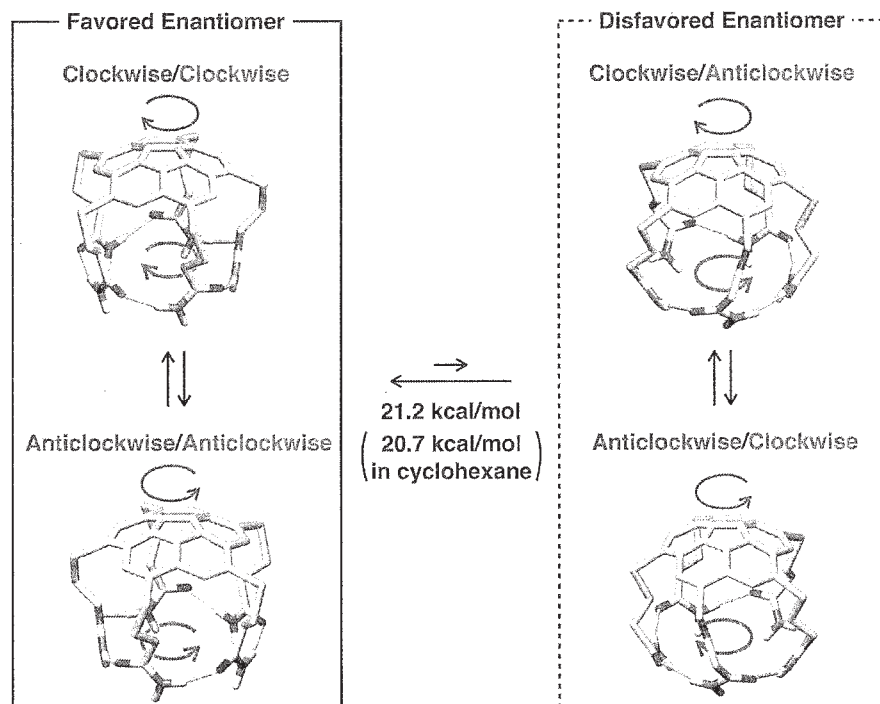 Favored Enantiomer
Clockwise/Clockwise
Anticlockwise/Anticlockwise
21.2 kcal/mol
(20.7 kcal/mol
in cyclohexane)
Disfavored Enantiomer
Clockwise/Anticlockwise
Anticlockwise/Clockwise